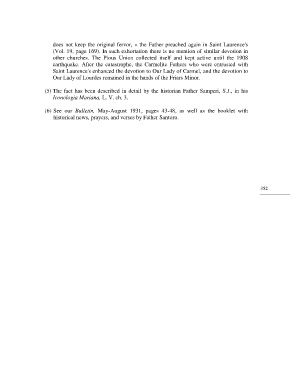 does not keep the original fervor, » the Father preached again in Saint Laurence's
(Vol. 19, page 169). In such exhortation there is no mention of similar devotion in
other churches. The Pious Union collected itself and kept active until the 1908
earthquake. After the catastrophe, the Carmelite Fathers who were entrusted with
Saint Laurence's enhanced the devotion to Our Lady of Carmel, and the devotion to
Our Lady of Lourdes remained in the hands of the Friars Minor.
(5) The fact has been described in detail by the historian Father Samperi, S.J., in his
Iconologia Mariana, L. V. ch. 3.
(6) See our Bulletin, May-August 1931, pages 43-48, as well as the booklet with
historical news, prayers, and verses by Father Santoro.
352